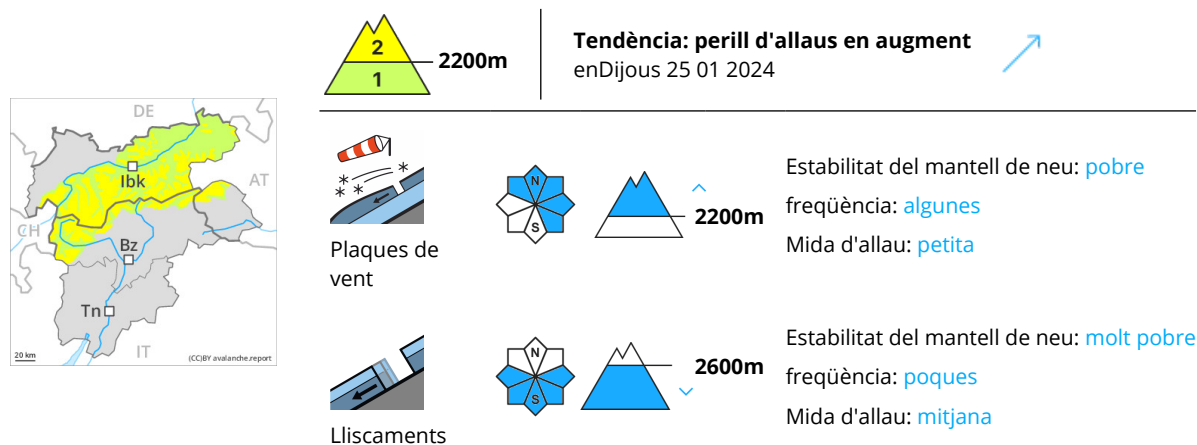 2
1
2200m
Tendència: perill d'allaus en augment
enDijous 25 01 2024
DE
AT
CH
IT
Ibk
Bz
Tn
20 km
(CC)BY avalanche.report
Plaques de
vent
N
S
2200m
Estabilitat del mantell de neu: pobre
freqüència: algunes
Mida d'allau: petita
Lliscaments
N
S
2600m
Estabilitat del mantell de neu: molt pobre
freqüència: poques
Mida d'allau: mitjana